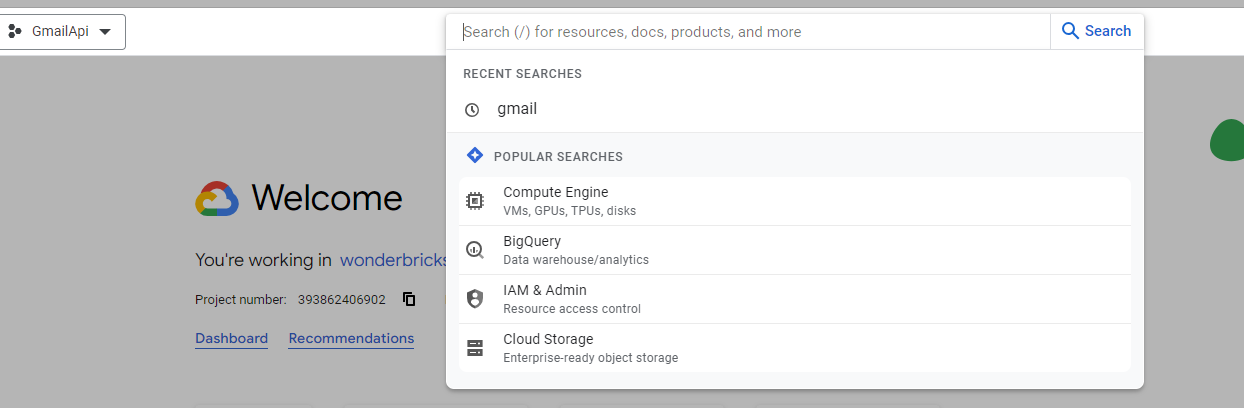 GmailApi
Search (/) for resources, docs, products, and more
Search
RECENT SEARCHES
gmail
POPULAR SEARCHES
Compute Engine
VMs, GPUs, TPUs, disks
BigQuery
Data warehouse/analytics
IAM & Admin
Resource access control
Cloud Storage
Enterprise-ready object storage
Welcome
You're working in wonderbricks
Project number: 393862406902
Dashboard Recommendations